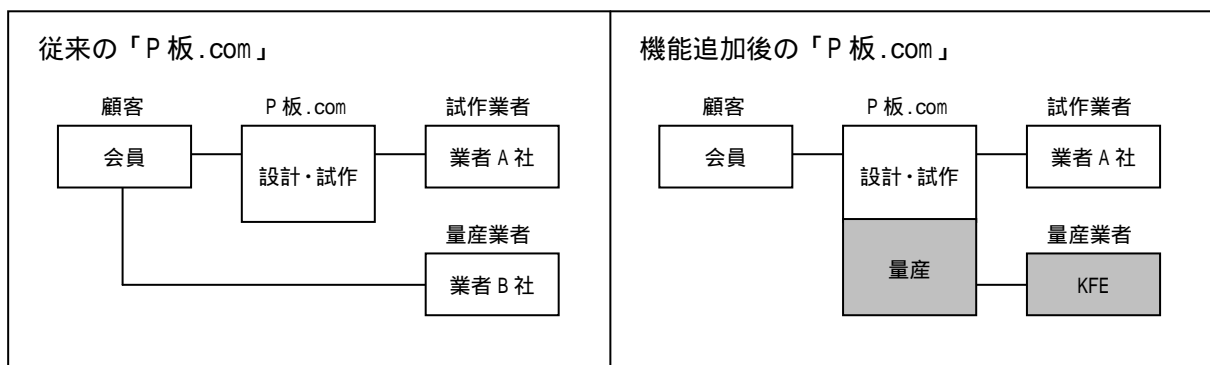 従来の「P板.com」
顧客
P板.com
試作業者
会員
設計・試作
業者A社
量産業者
業者B社
機能追加後の「P板.com」
顧客
P板.com
試作業者
会員
設計・試作
業者A社
量産業者
量産
KFE